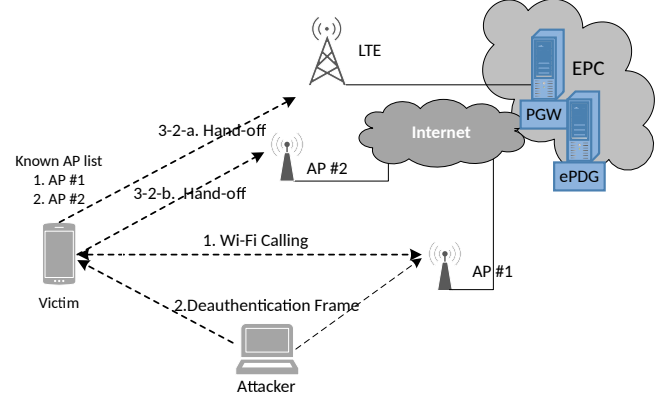 LTE
EPC
PGW
ePDG
Internet
3-2-a. Hand-off
AP #2
Known AP list
1. AP #1
2. AP #2
3-2-b. Hand-off
1. Wi-Fi Calling
AP #1
Victim
2.Deauthentication Frame
Attacker